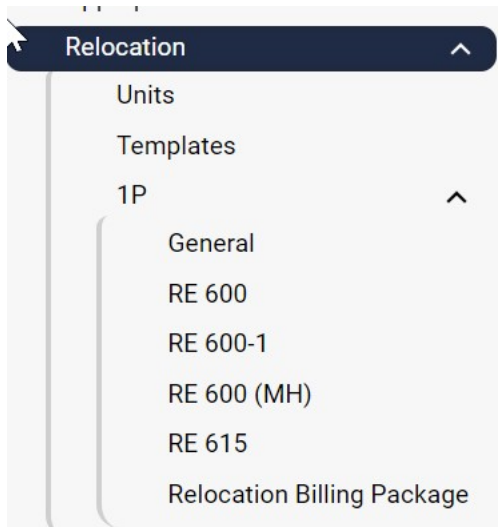 Relocation
Units
Templates
1P
General
RE 600
RE 600-1
RE 600 (MH)
RE 615
Relocation Billing Package